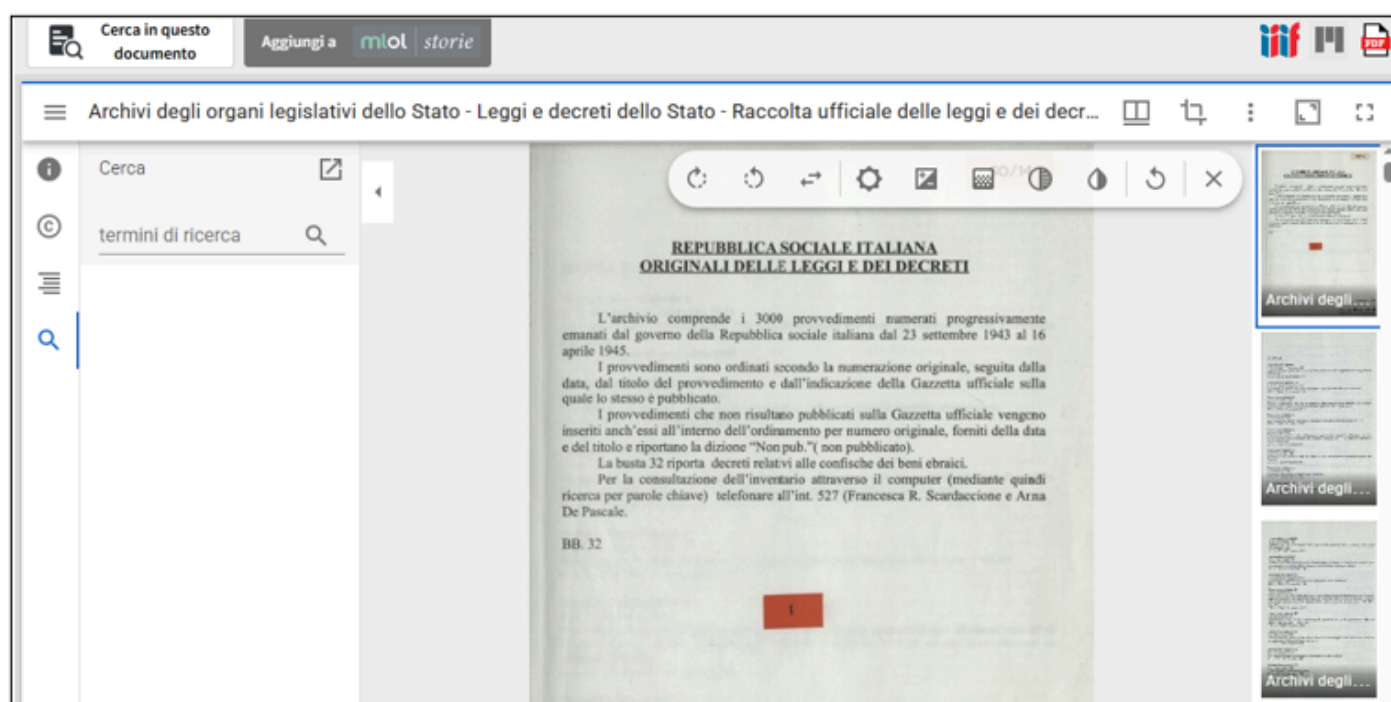 Cerca in questo
documento
Aggiungi a mlol storie
iiif
PDF
Archivi degli organi legislativi dello Stato - Leggi e decreti dello Stato - Raccolta ufficiale delle leggi e dei decr...
Cerca
termini di ricerca
REPUBBLICA SOCIALE ITALIANA
ORIGINALI DELLE LEGGI E DEI DECRETI
L'archivio comprende i 3000 provvedimenti numerati progressivamente
emanati dal governo della Repubblica sociale italiana dal 23 settembre 1943 al 16
aprile 1945.
I provvedimenti sono ordinati secondo la numerazione originale, seguita dalla
data, dal titolo del provvedimento e dall'indicazione della Gazzetta ufficiale sulla
quale lo stesso è pubblicato.
I provvedimenti che non risultano pubblicati sulla Gazzetta ufficiale vengono
inseriti anch'essi all'interno dell'ordinamento per numero originale, forniti della data
e del titolo e riportano la dizione "Non pub."( non pubblicato).
La busta 32 riporta decreti relativi alle confische dei beni ebraici.
Per la consultazione dell'inventario attraverso il computer (mediante quindi
ricerca per parole chiave) telefonare all'int. 527 (Francesca R. Scardaccione e Arna
De Pascale.
BB. 32
1
Archivi degli...
Archivi degli...
Archivi degli...